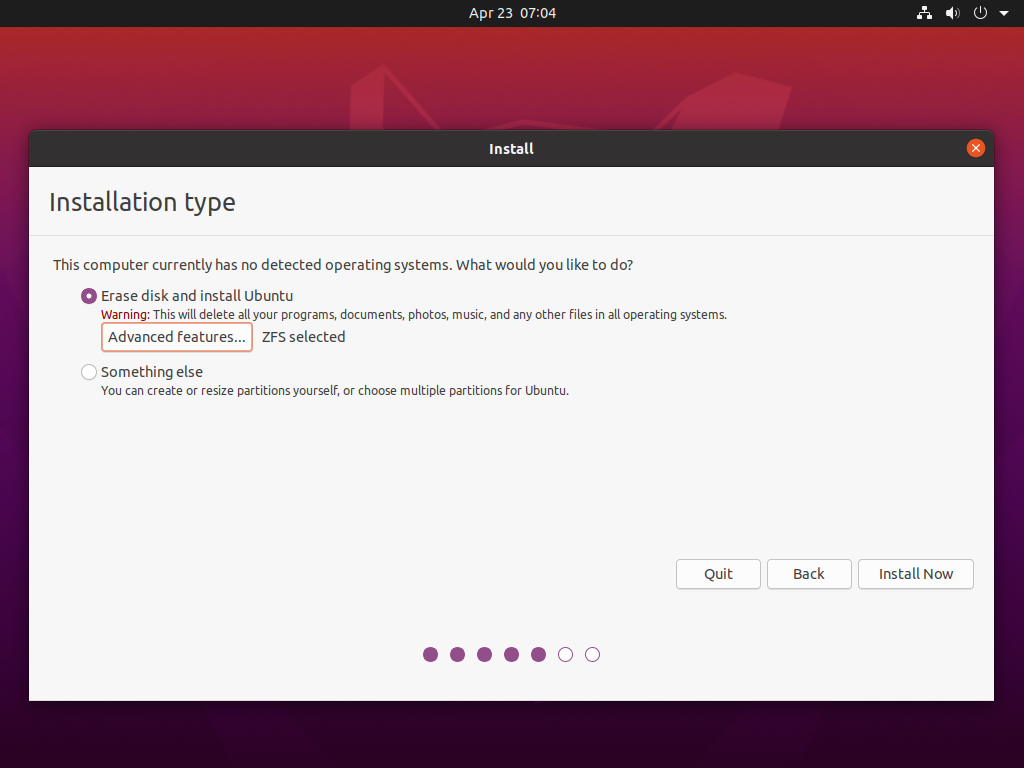 Apr 23  07:04
Install
Installation type
This computer currently has no detected operating systems. What would you like to do?
Erase disk and install Ubuntu
Warning: This will delete all your programs, documents, photos, music, and any other files in all operating systems.
Advanced features... ZFS selected
Something else
You can create or resize partitions yourself, or choose multiple partitions for Ubuntu.
Quit Back Install Now